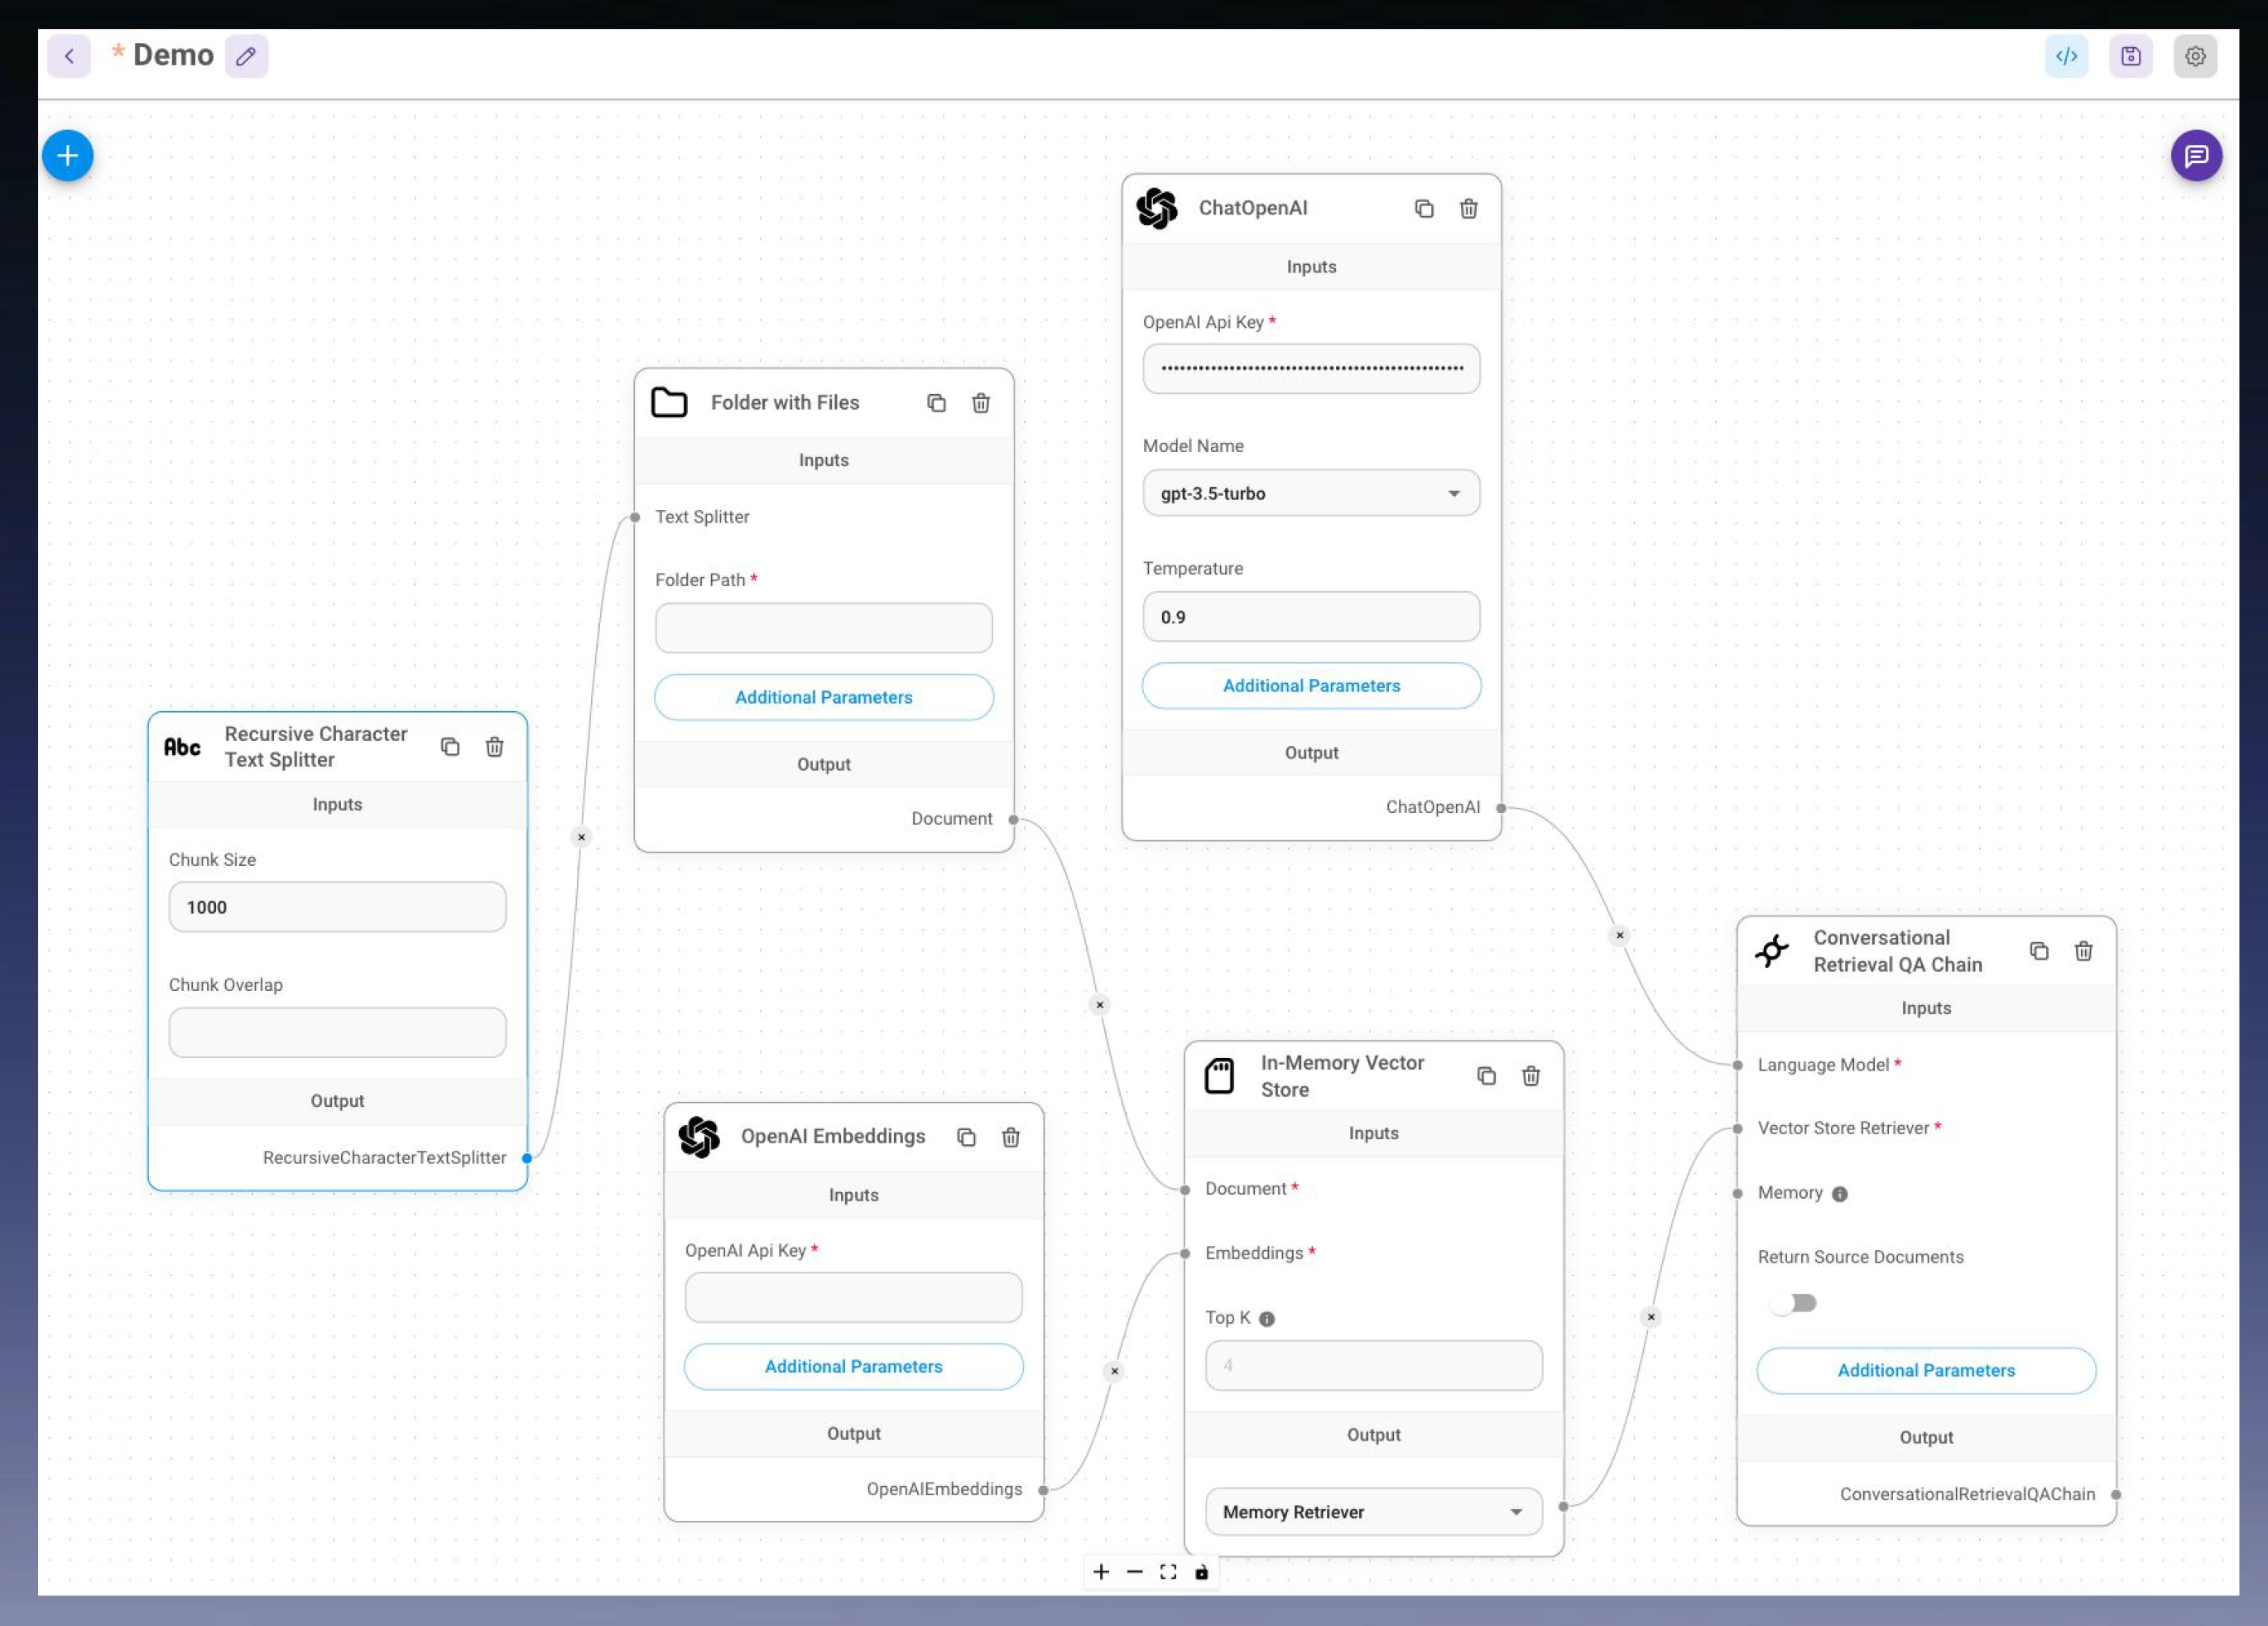 * Demo
ChatOpenAI
Inputs
OpenAI Api Key *
Model Name
gpt-3.5-turbo
Temperature
0.9
Additional Parameters
Output
ChatOpenAI
Folder with Files
Inputs
Text Splitter
Folder Path *
Additional Parameters
Output
Document
Abc
Recursive Character
Text Splitter
Inputs
Chunk Size
1000
Chunk Overlap
Output
RecursiveCharacterTextSplitter
OpenAI Embeddings
Inputs
OpenAI Api Key *
Additional Parameters
Output
OpenAIEmbeddings
In-Memory Vector
Store
Inputs
Document *
Embeddings *
Top K
4
Output
Memory Retriever
Conversational
Retrieval QA Chain
Inputs
Language Model *
Vector Store Retriever *
Memory
Return Source Documents
Additional Parameters
Output
ConversationalRetrievalQAChain